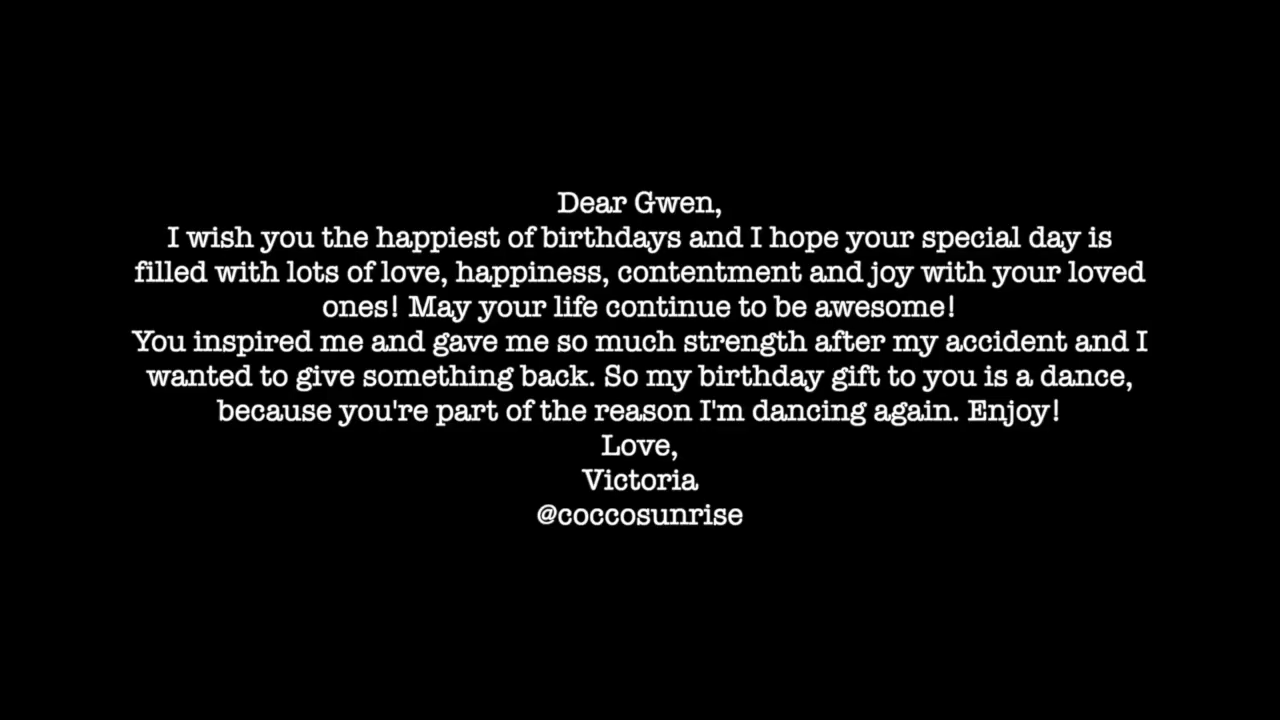 Dear Gwen,
I wish you the happiest of birthdays and I hope your special day is
filled with lots of love, happiness, contentment and joy with your loved
ones! May your life continue to be awesome!
You inspired me and gave me so much strength after my accident and I
wanted to give something back. So my birthday gift to you is a dance,
because you're part of the reason I'm dancing again. Enjoy!
Love,
Victoria
@coccosunrise